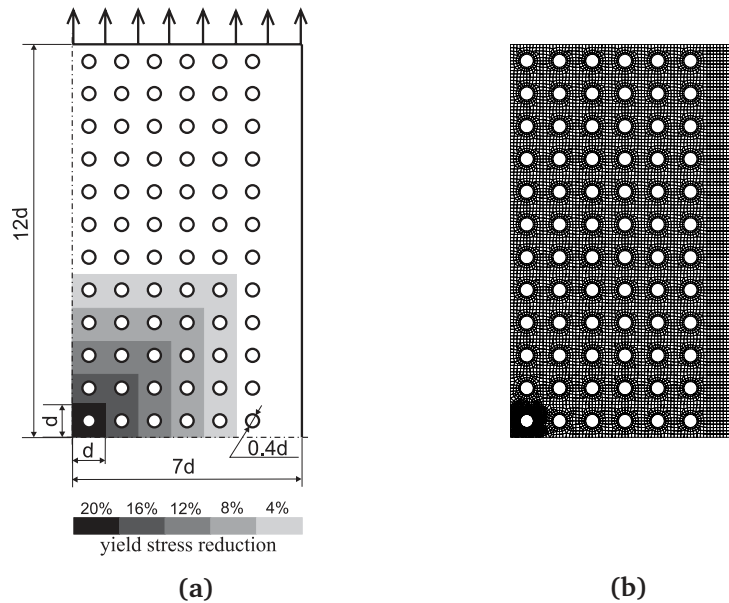 12d
d
d
0.4d
7d
20% 16% 12% 8% 4%
yield stress reduction
(a)
(b)